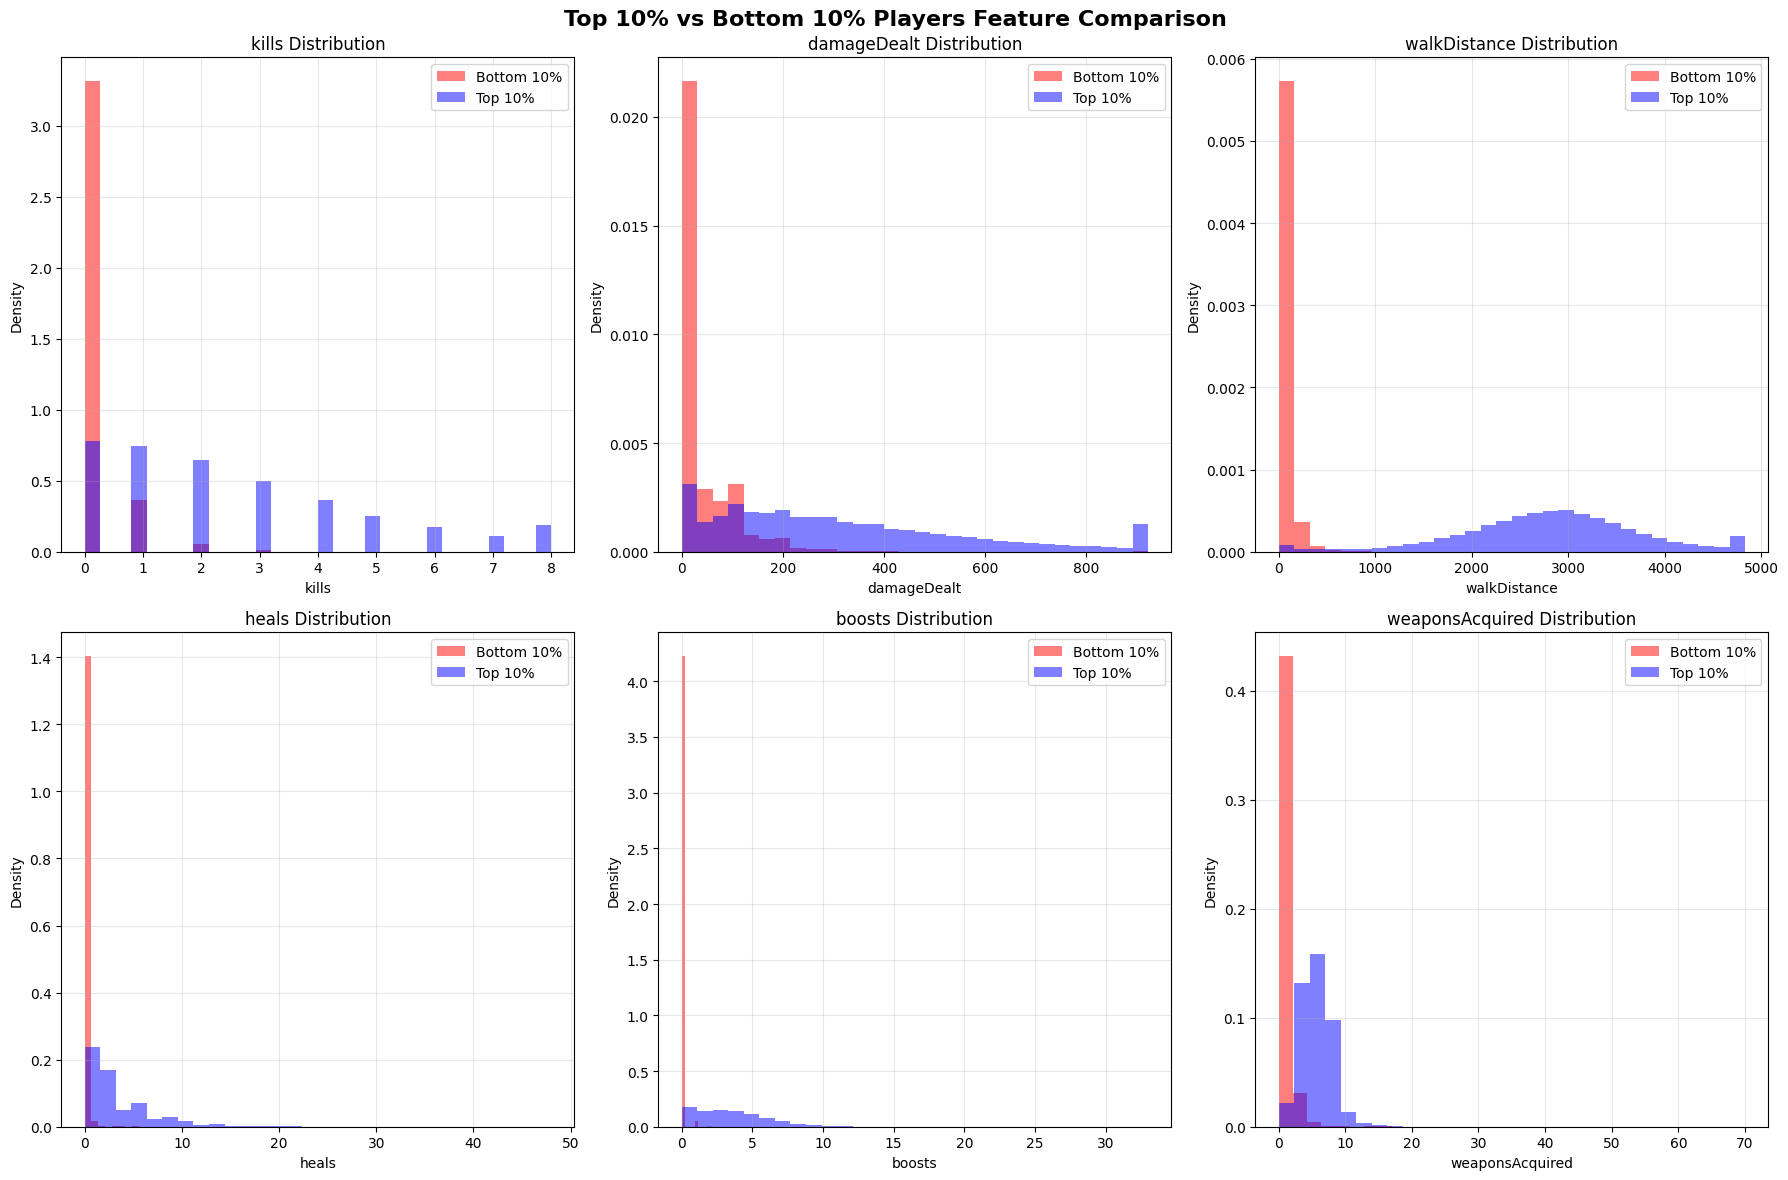 Top 10% vs Bottom 10% Players Feature Comparison
kills Distribution
Density
3.0
2.5
2.0
1.5
1.0
0.5
0.0
Bottom 10%
Top 10%
0 1 2 3 4 5 6 7 8
kills
damageDealt Distribution
Density
0.020
0.015
0.010
0.005
0.000
Bottom 10%
Top 10%
0 200 400 600 800
damageDealt
walkDistance Distribution
Density
0.006
0.005
0.004
0.003
0.002
0.001
0.000
Bottom 10%
Top 10%
0 1000 2000 3000 4000 5000
walkDistance
heals Distribution
Density
1.4
1.2
1.0
0.8
0.6
0.4
0.2
0.0
Bottom 10%
Top 10%
0 10 20 30 40 50
heals
boosts Distribution
Density
4.0
3.5
3.0
2.5
2.0
1.5
1.0
0.5
0.0
Bottom 10%
Top 10%
0 5 10 15 20 25 30
boosts
weaponsAcquired Distribution
Density
0.4
0.3
0.2
0.1
0.0
Bottom 10%
Top 10%
0 10 20 30 40 50 60 70
weaponsAcquired